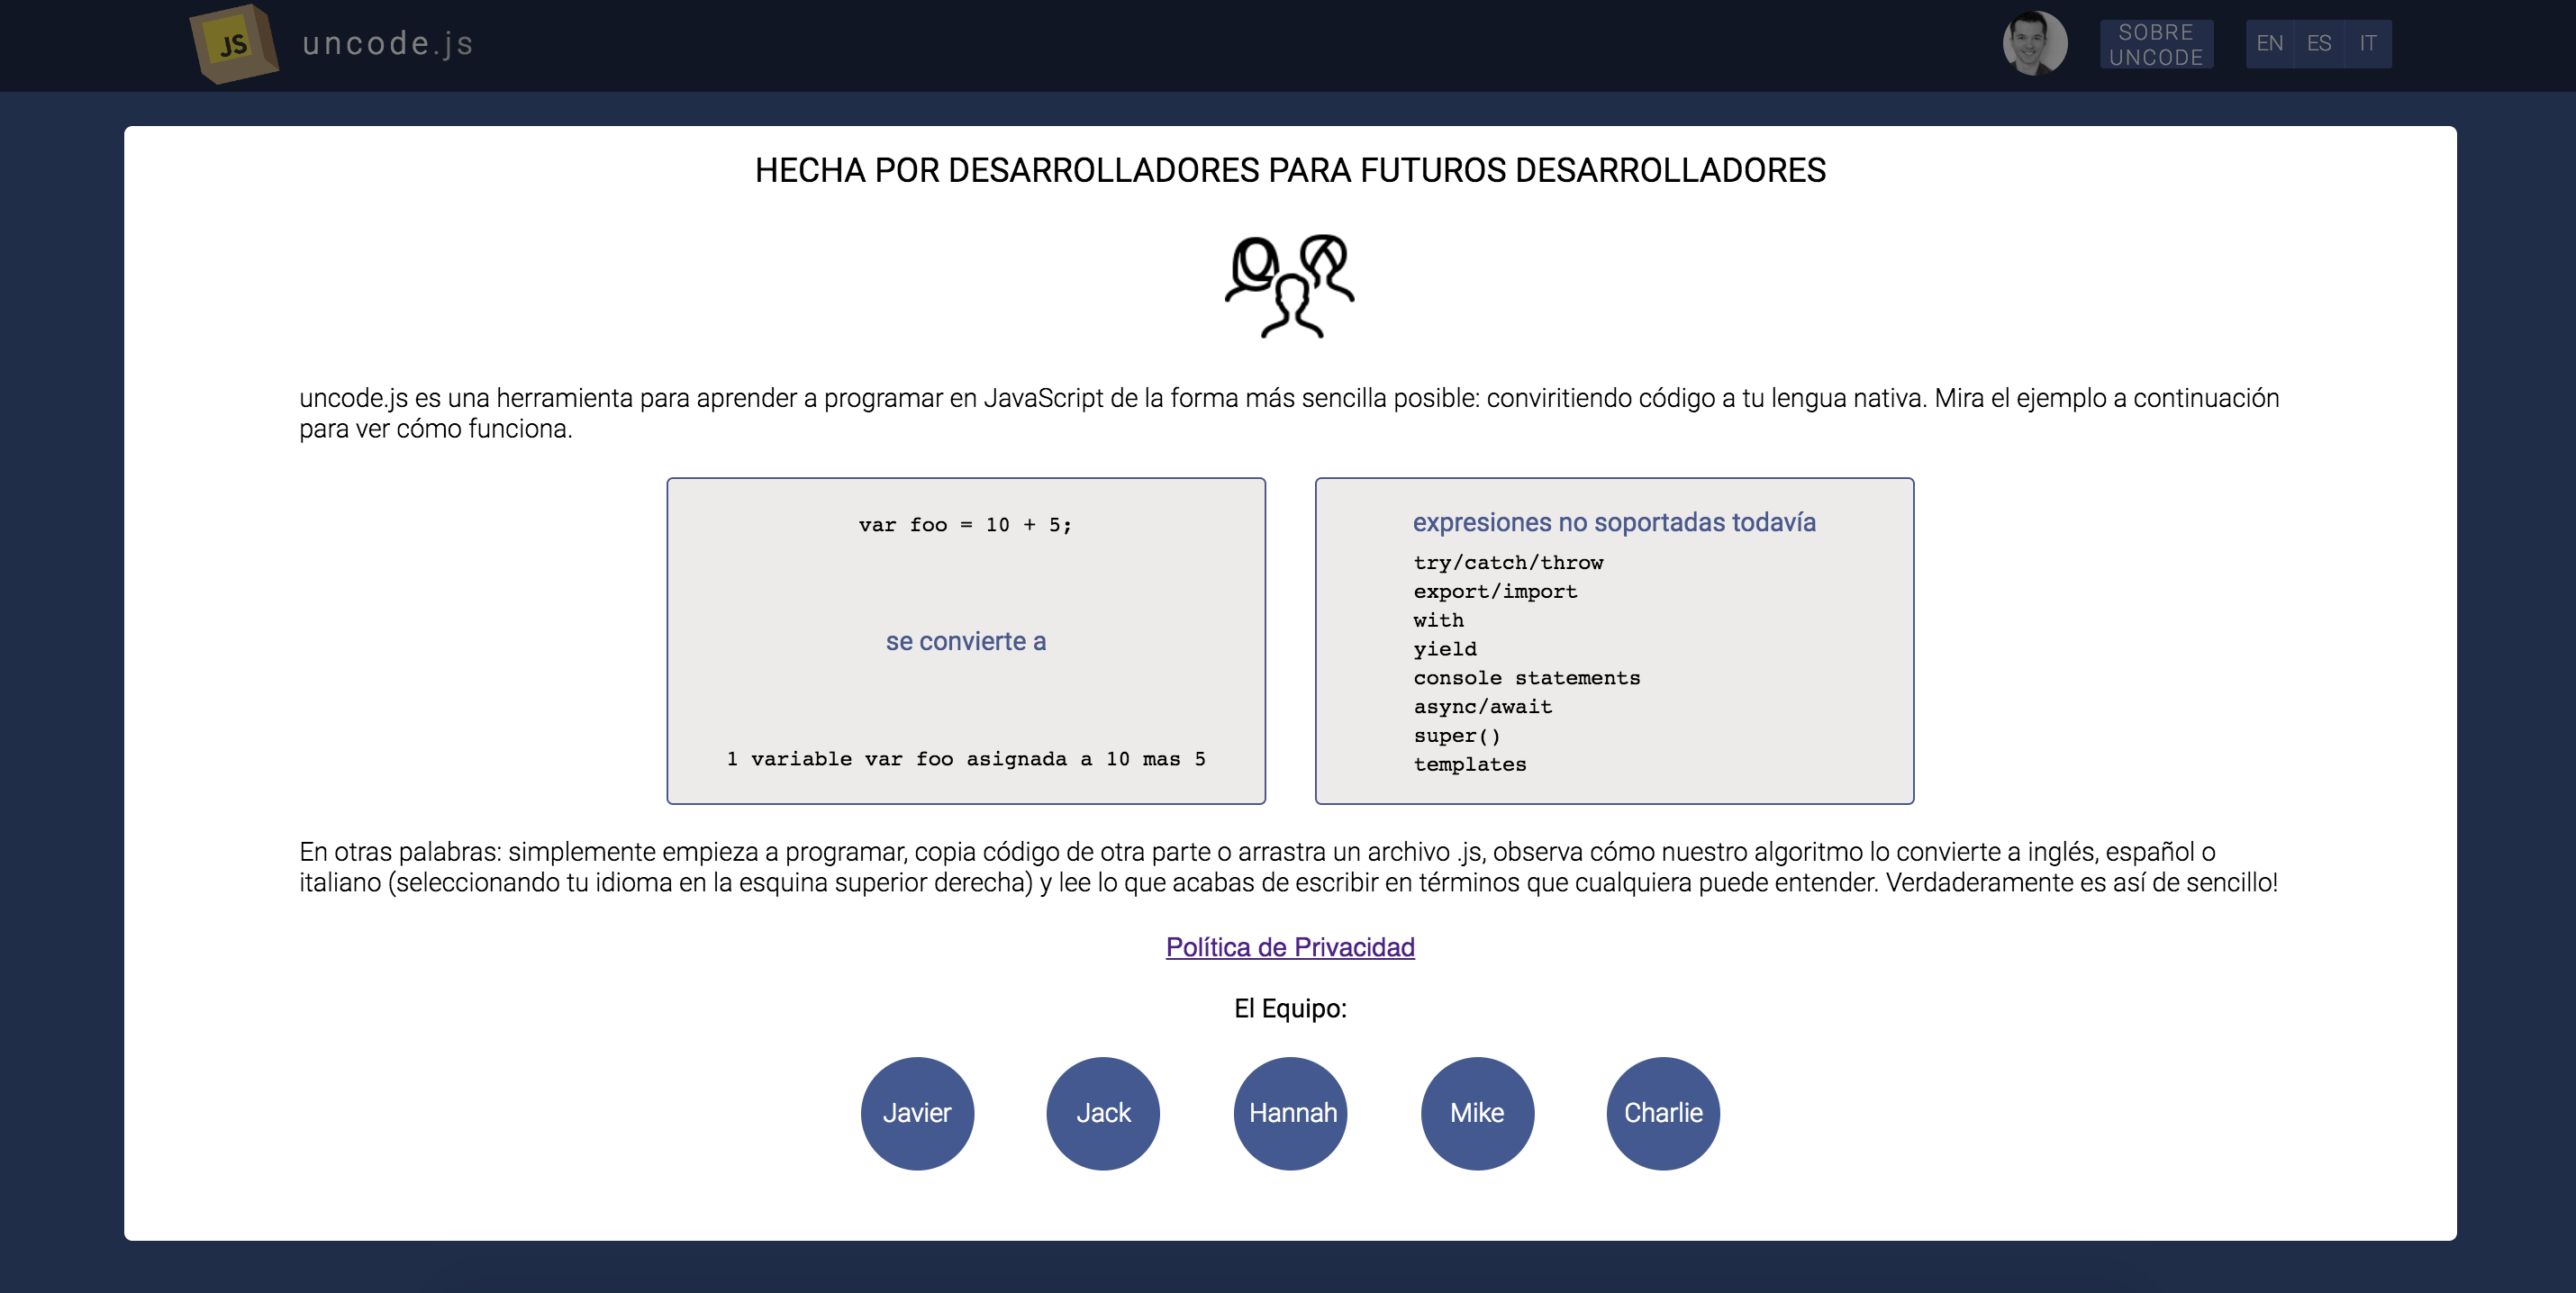 JS
uncode.js
SOBRE
UNCODE
EN ES IT
HECHA POR DESARROLLADORES PARA FUTUROS DESARROLLADORES
uncode.js es una herramienta para aprender a programar en JavaScript de la forma más sencilla posible: conviritiendo código a tu lengua nativa. Mira el ejemplo a continuación
para ver cómo funciona.
var foo = 10 + 5;
se convierte a
1 variable var foo asignada a 10 mas 5
expresiones no soportadas todavía
try/catch/throw
export/import
with
yield
console statements
async/await
super()
templates
En otras palabras: simplemente empieza a programar, copia código de otra parte o arrastra un archivo .js, observa cómo nuestro algoritmo lo convierte a inglés, español o
italiano (seleccionando tu idioma en la esquina superior derecha) y lee lo que acabas de escribir en términos que cualquiera puede entender. Verdaderamente es así de sencillo!
Política de Privacidad
El Equipo:
Javier Jack Hannah Mike Charlie